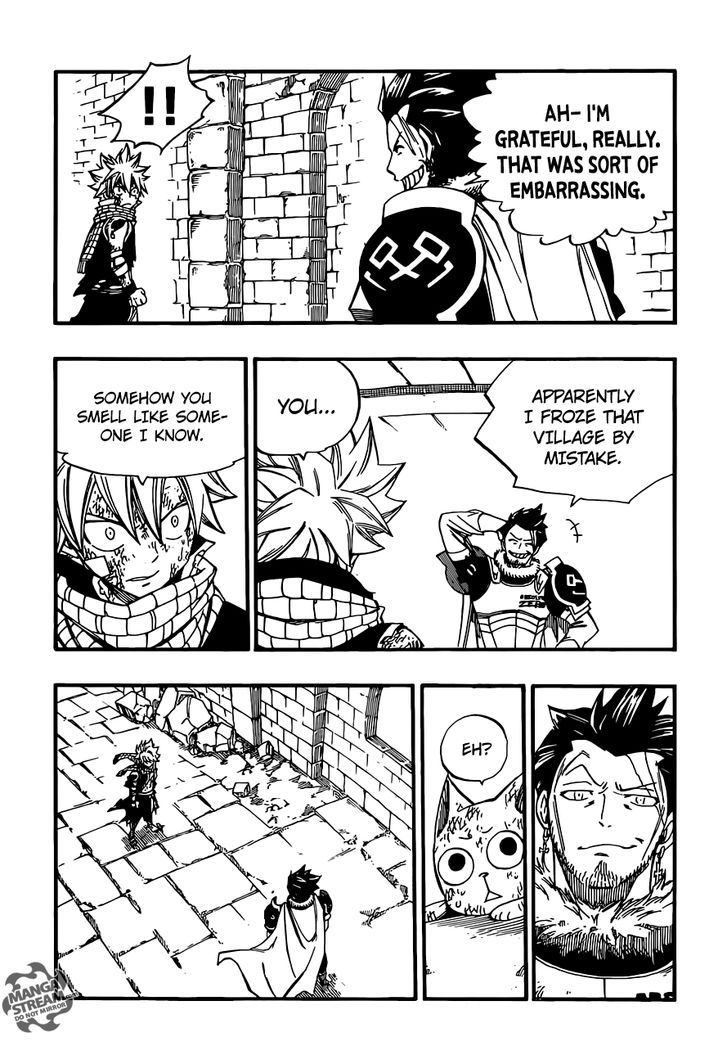 !!
AH- I'M
GRATEFUL, REALLY.
THAT WAS SORT OF
EMBARRASSING.
APPARENTLY
I FROZE THAT
VILLAGE BY
MISTAKE.
YOU...
SOMEHOW YOU
SMELL LIKE SOME-
ONE I KNOW.
EH?
MANGA
STREAM
DO NOT MIRROR